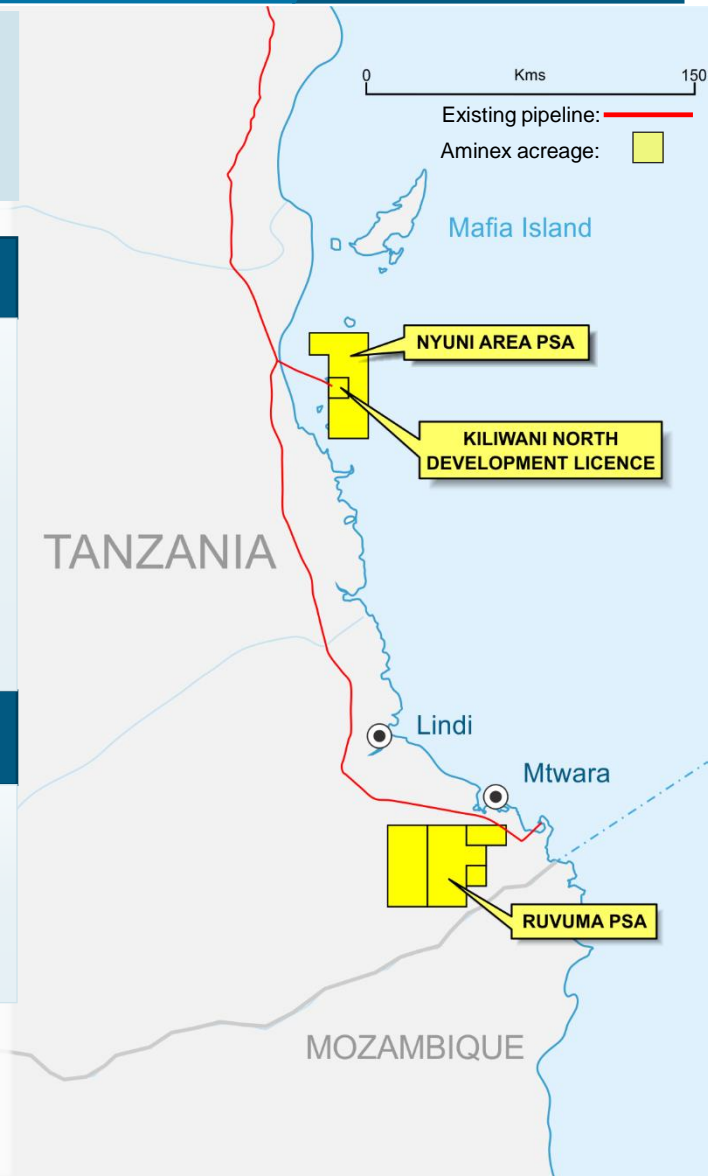 0 Kms 150
Existing pipeline:
Aminex acreage:
Mafia Island
NYUNI AREA PSA
KILIWANI NORTH
DEVELOPMENT LICENCE
TANZANIA
Lindi
Mtwara
RUVUMA PSA
MOZAMBIQUE